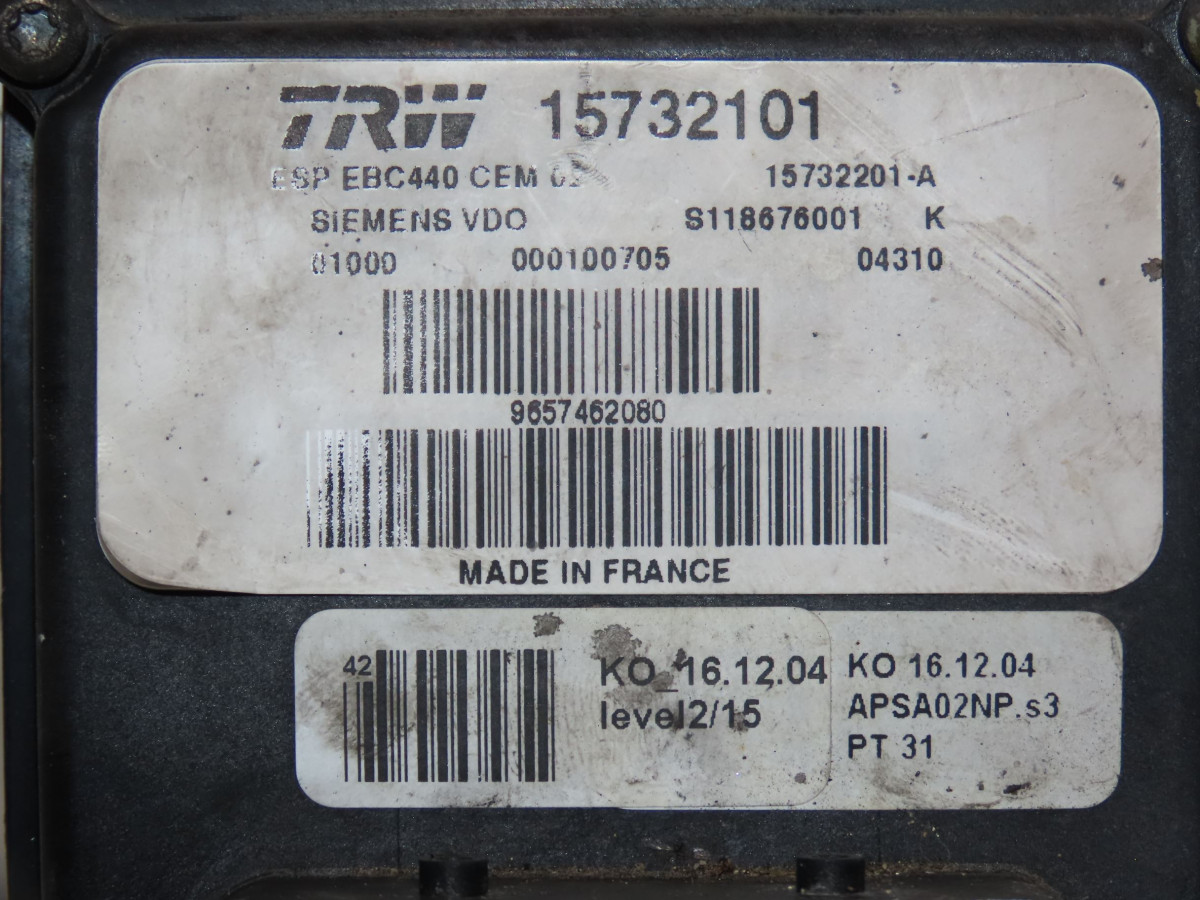 TRW 15732101
ESP EBC440 CEM 15732201-A
SIEMENS VDO S118676001 K
01000 000100705 04310
9657462080
MADE IN FRANCE
42
KO_16.12.04
level2/15
KO 16.12.04
APSA02NP.s3
PT 31